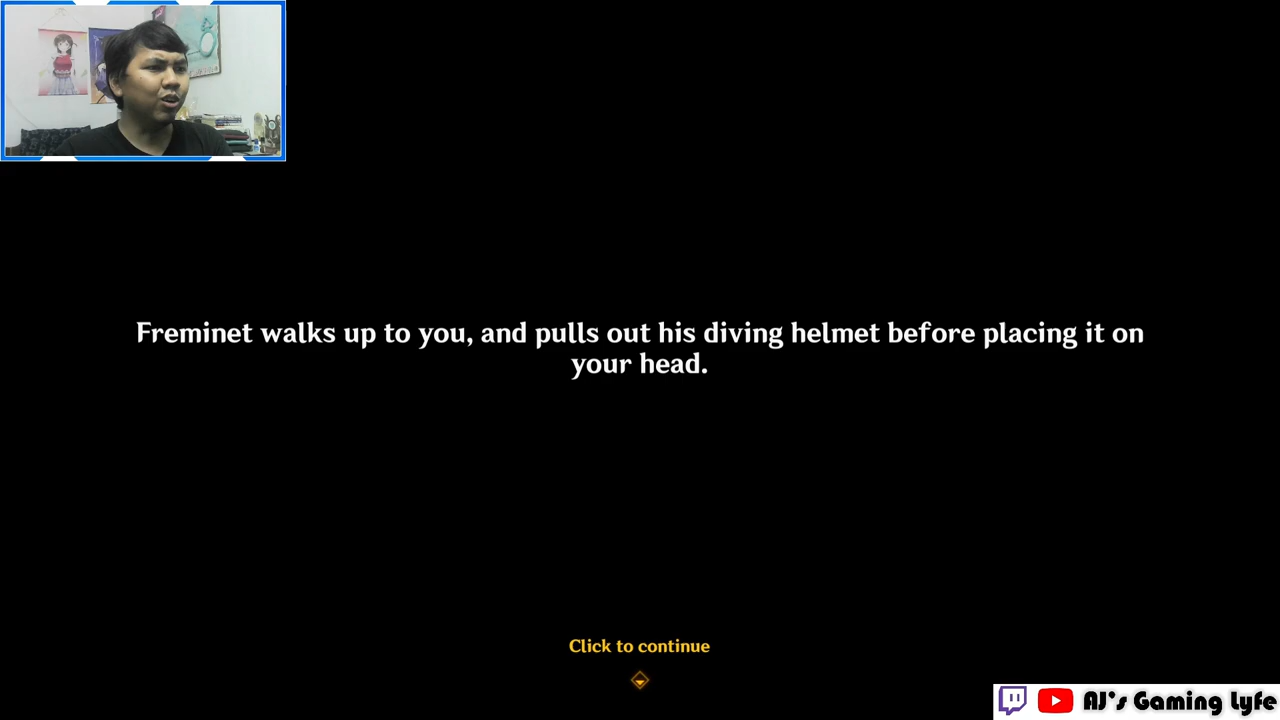 Freminet walks up to you, and pulls out his diving helmet before placing it on
your head.
Click to continue
AJ's Gaming Lyfe